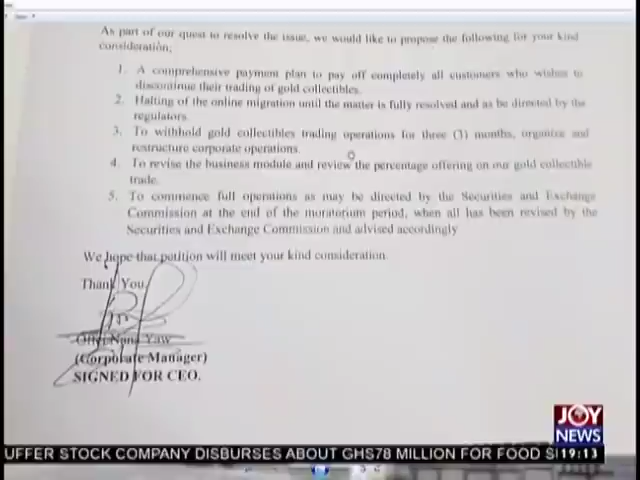 As part of our quest to resolve the issue, we would like to propose the following for your kind
consideration;
1. A comprehensive payment plan to pay off completely all customers who wishes to
discontinue their trading of gold collectibles.
2. Halting of the online migration until the matter is fully resolved and as be directed by the
regulators.
3. To withhold gold collectibles trading operations for three (3) months, organize and
restructure corporate operations.
4. To revise the business module and review the percentage offering on our gold collectible
trade.
5. To commence full operations as may be directed by the Securities and Exchange
Commission at the end of the moratorium period, when all has been revised by the
Securities and Exchange Commission and advised accordingly
We hope that petition will meet your kind consideration.
Thank You.
Nana Yaw
(Corporate Manager)
SIGNED FOR CEO.
JOY
NEWS
UFFER STOCK COMPANY DISBURSES ABOUT GHS78 MILLION FOR FOOD S
19:13